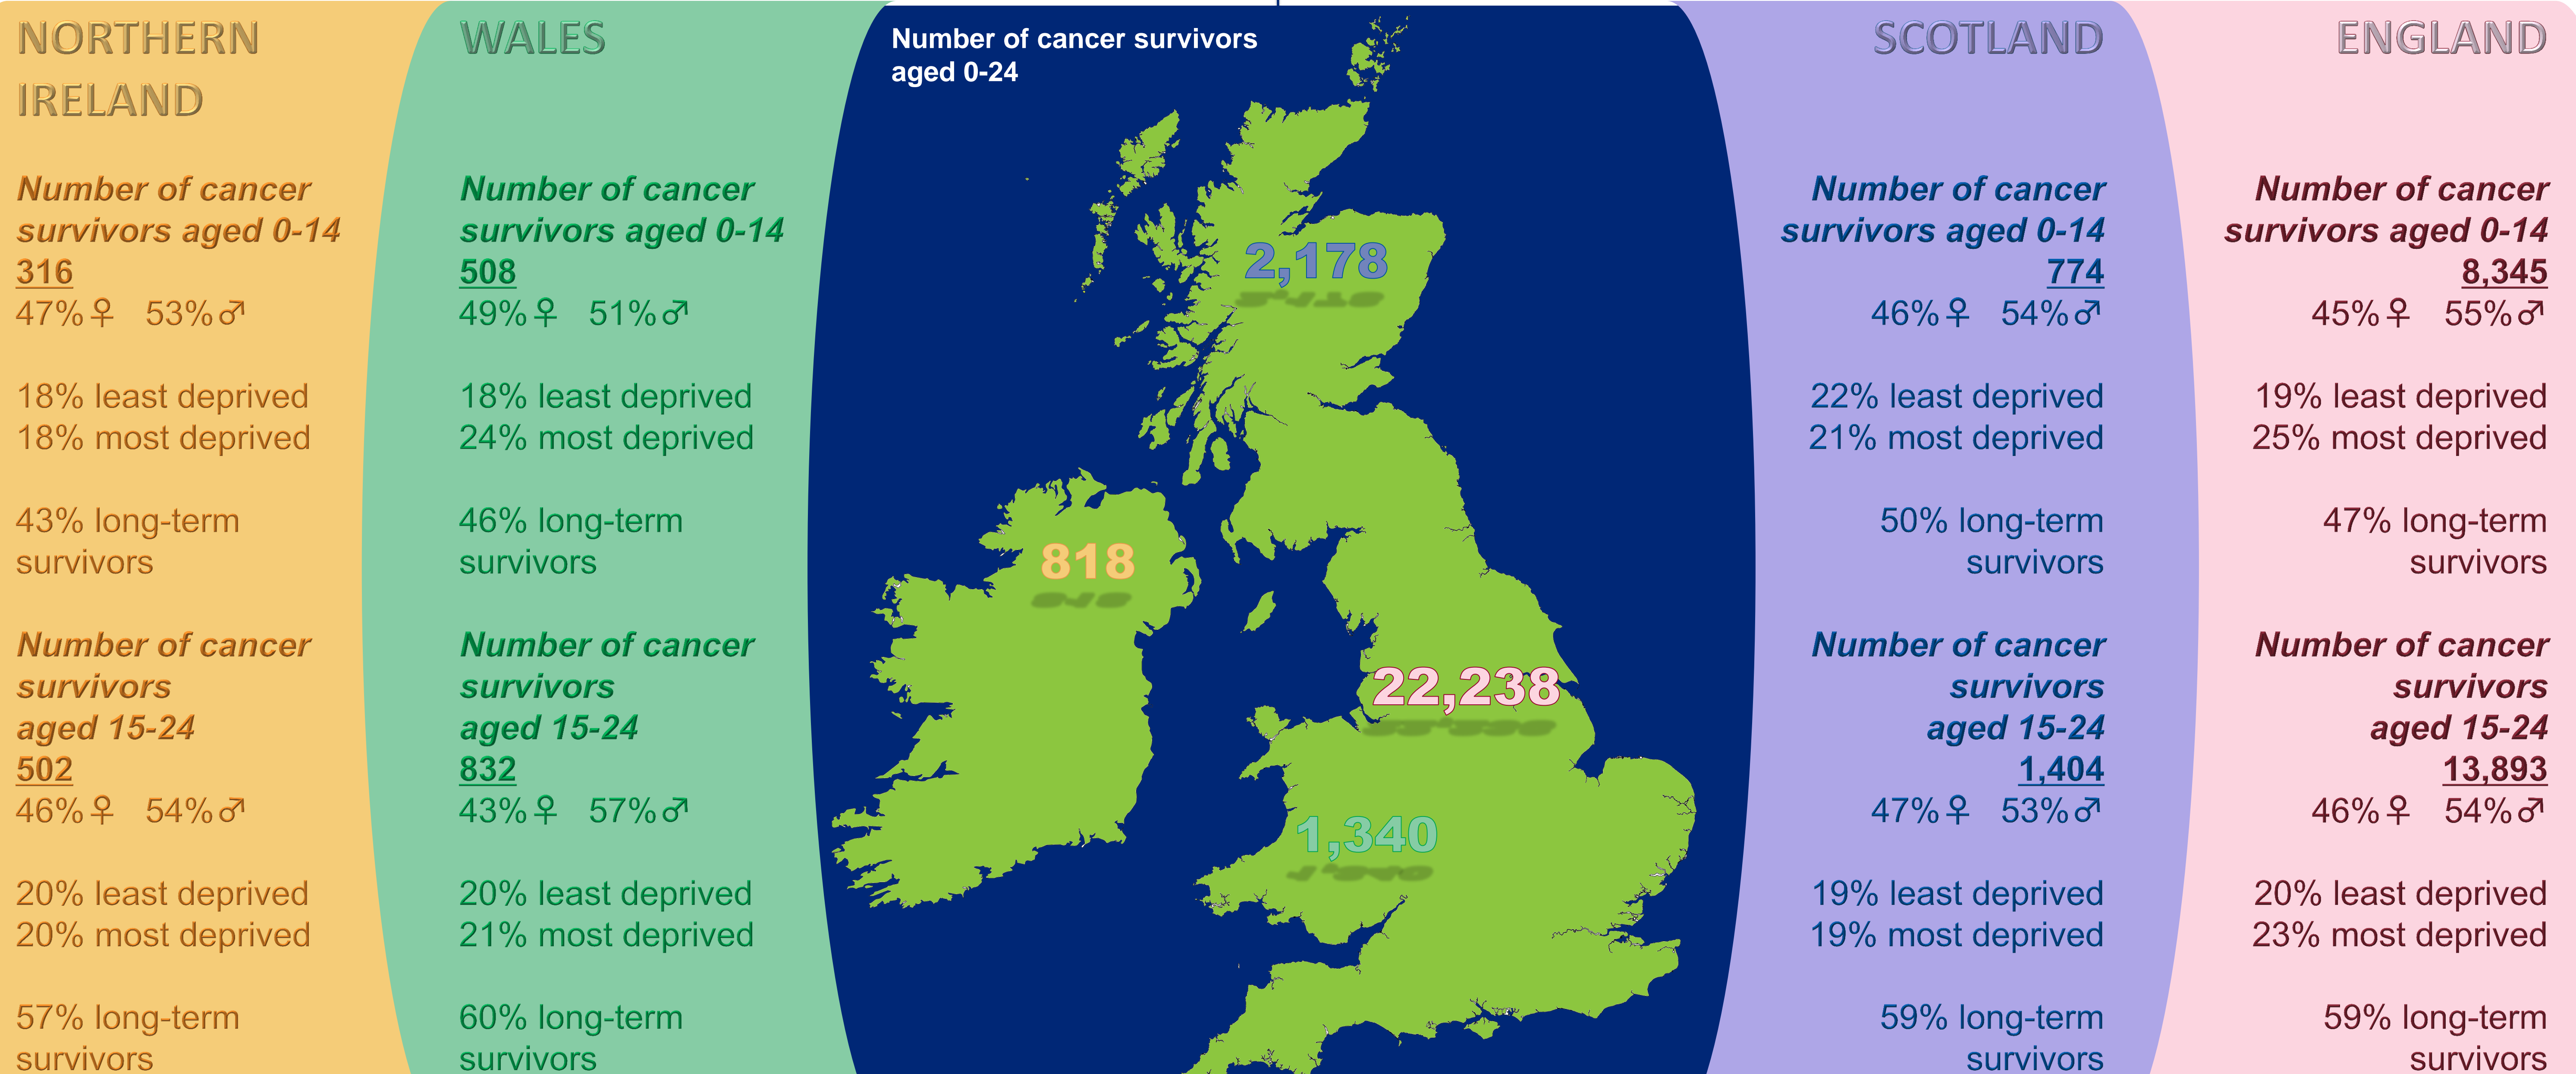 NORTHERN
IRELAND
Number of cancer
survivors aged 0-14
316
47%♀ 53%♂
18% least deprived
18% most deprived
43% long-term
survivors
Number of cancer
survivors
aged 15-24
502
46%♀ 54%♂
20% least deprived
20% most deprived
57% long-term
survivors
WALES
Number of cancer
survivors aged 0-14
508
49%♀ 51%♂
18% least deprived
24% most deprived
46% long-term
survivors
Number of cancer
survivors
aged 15-24
832
43%♀ 57%♂
20% least deprived
21% most deprived
60% long-term
survivors
Number of cancer survivors
aged 0-24
2,178
818
22,238
1,340
SCOTLAND
Number of cancer
survivors aged 0-14
774
46%♀ 54%♂
22% least deprived
21% most deprived
50% long-term
survivors
Number of cancer
survivors
aged 15-24
1,404
47%♀ 53%♂
19% least deprived
19% most deprived
59% long-term
survivors
ENGLAND
Number of cancer
survivors aged 0-14
8,345
45%♀ 55%♂
19% least deprived
25% most deprived
47% long-term
survivors
Number of cancer
survivors
aged 15-24
13,893
46%♀ 54%♂
20% least deprived
23% most deprived
59% long-term
survivors